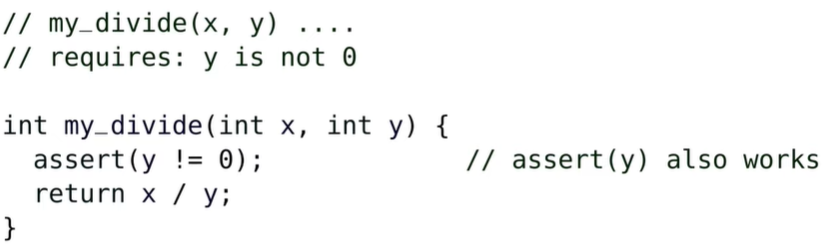 // my_divide(x, y) ....
// requires: y is not 0

int my_divide(int x, int y) {
  assert(y != 0);             // assert(y) also works
  return x / y;
}